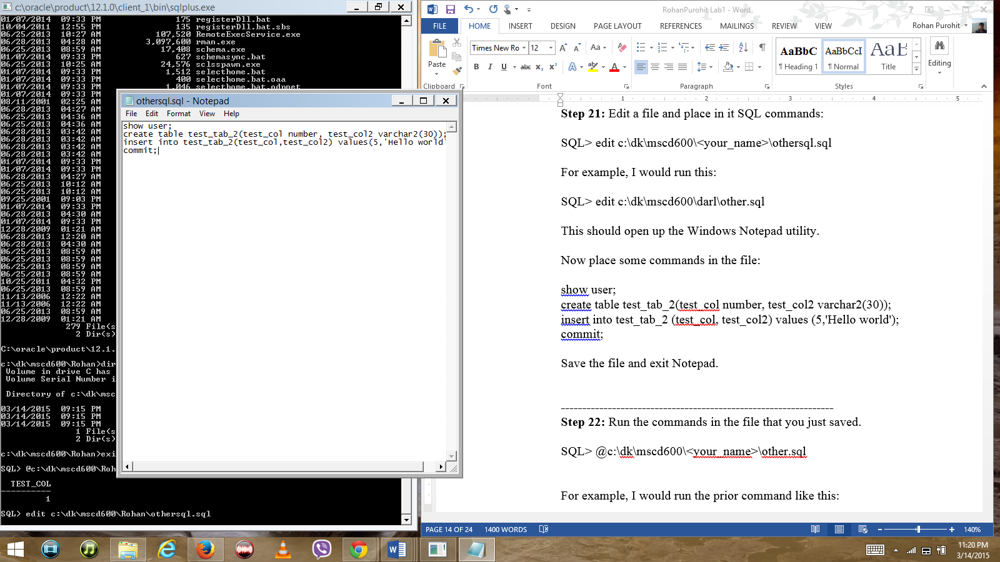 c:\oracle\product\12.1.0\client_1\bin\sqlplus.exe
01/07/2014  09:33 PM               175 registerDll.bat
10/04/2011  12:55 PM               135 registerDll.bat.sbs
06/25/2013  10:27 AM           107,520 RemoteExecService.exe
06/28/2013  04:28 AM         3,097,600 rman.exe
06/25/2013  08:59 AM            17,408 schema.exe
01/07/2014  09:33 PM               627 schemasync.bat
06/25/2013  10:25 AM            24,576 sclsspawn.exe
01/07/2014  09:33 PM             1,512 selecthome.bat
01/07/2014  09:33 PM               400 selecthome.bat.oaa
01/07/2014  09:33 PM             1,046 selecthome.bat.odpnet
01/07/2014  09:33 PM
08/11/2001  02:25 AM
06/28/2013  04:27 AM
06/25/2013  04:36 AM
06/25/2013  04:36 AM
06/28/2013  03:42 AM
06/28/2013  03:42 AM
06/28/2013  03:42 AM
01/07/2014  09:33 PM
01/07/2014  09:33 PM
06/28/2013  04:27 AM
06/25/2013  10:12 AM
06/25/2013  10:12 AM
09/25/2001  09:03 PM
01/07/2014  09:33 PM
06/28/2013  04:30 AM
01/07/2014  09:33 PM
12/28/2009  01:21 AM
06/28/2013  12:20 AM
06/28/2013  04:30 AM
06/25/2013  08:59 AM
06/25/2013  08:59 AM
06/25/2013  08:59 AM
06/25/2013  08:59 AM
10/25/2011  04:32 PM
06/25/2013  08:59 AM
11/13/2006  12:22 AM
11/13/2006  12:22 AM
06/25/2013  08:59 AM
12/28/2009  01:21 AM
279 File(s
2 Dir(s)
C:\oracle\product\12.1.
c:\dk\mscd600\Rohan>dir
Volume in drive C has
Volume Serial Number i
Directory of c:\dk\msc
03/14/2015  09:15 PM
03/14/2015  09:15 PM
03/14/2015  09:15 PM
1 File(s
2 Dir(s)
c:\dk\mscd600\Rohan>exi
SQL> @c:\dk\mscd600\Roh
TEST_COL
----------
1
SQL> edit c:\dk\mscd600\Rohan\othersql.sql
othersql.sql - Notepad
File Edit Format View Help
show user;
create table test_tab_2(test_col number, test_col2 varchar2(30));
insert into test_tab_2(test_col,test_col2) values(5,'Hello world'
commit;
RohanPurohit Lab1 - Word
FILE HOME INSERT DESIGN PAGE LAYOUT REFERENCES MAILINGS REVIEW VIEW Rohan Purohit
Times New Ro 12 Aa
Paste
B I U abc x₂ x² A A
Clipboard Font Paragraph Styles
AaBbC AaBbCcI AaBb
¶ Heading 1 ¶ Normal Title
Editing
1 2 3 4 5
Step 21: Edit a file and place in it SQL commands:
SQL> edit c:\dk\mscd600\<your_name>\othersql.sql
For example, I would run this:
SQL> edit c:\dk\mscd600\darl\other.sql
This should open up the Windows Notepad utility.
Now place some commands in the file:
show user;
create table test_tab_2(test_col number, test_col2 varchar2(30));
insert into test_tab_2 (test_col, test_col2) values (5,'Hello world');
commit;
Save the file and exit Notepad.
----------------------------------------------------------------
Step 22: Run the commands in the file that you just saved.
SQL> @c:\dk\mscd600\<your_name>\other.sql
For example, I would run the prior command like this:
PAGE 14 OF 24 1400 WORDS 140%
11:20 PM
3/14/2015